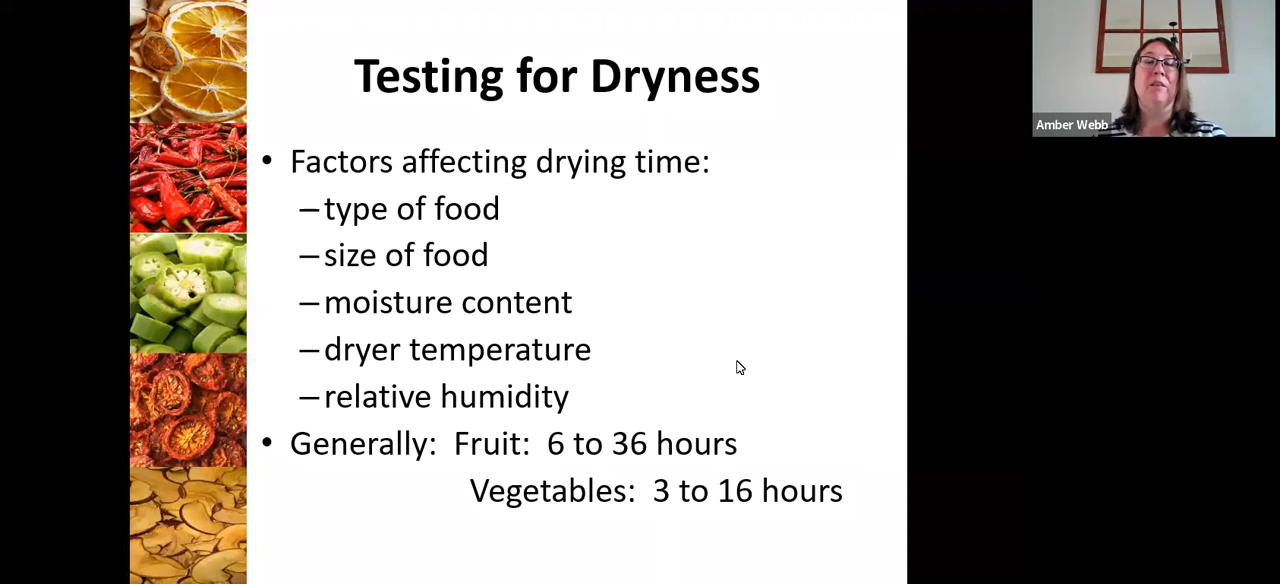 Testing for Dryness
• Factors affecting drying time:
–type of food
–size of food
–moisture content
–dryer temperature
–relative humidity
• Generally: Fruit: 6 to 36 hours
Vegetables: 3 to 16 hours
Amber Webb